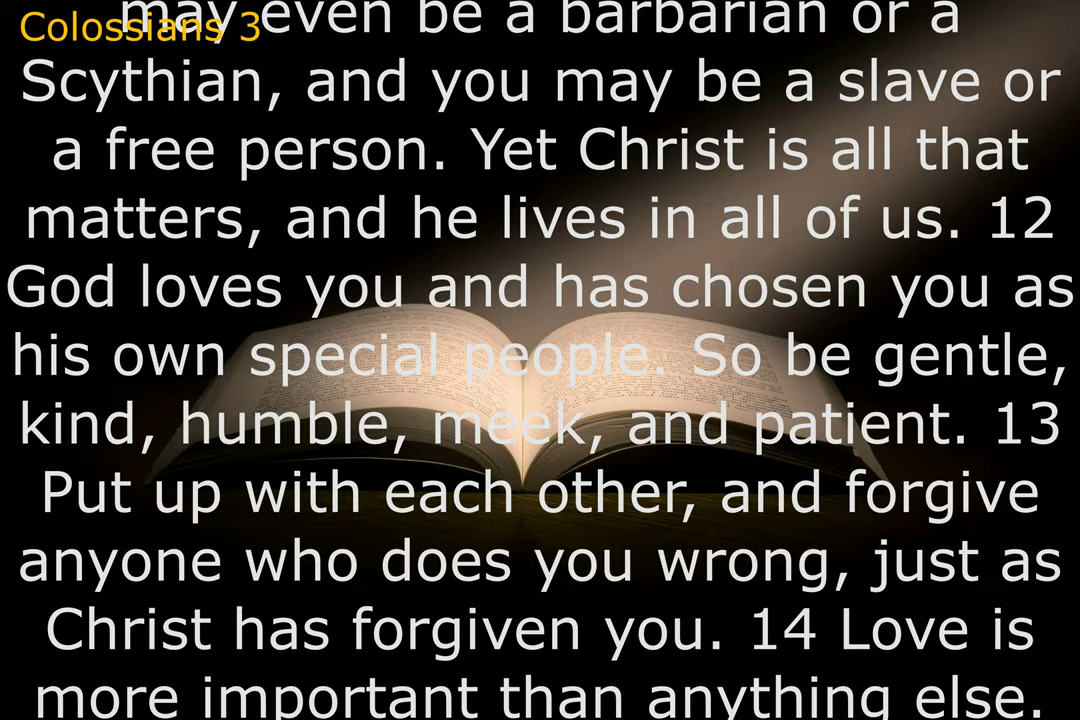 Colossians 3
may even be a barbarian or a
Scythian, and you may be a slave or
a free person. Yet Christ is all that
matters, and he lives in all of us. 12
God loves you and has chosen you as
his own special people. So be gentle,
kind, humble, meek, and patient. 13
Put up with each other, and forgive
anyone who does you wrong, just as
Christ has forgiven you. 14 Love is
more important than anything else.